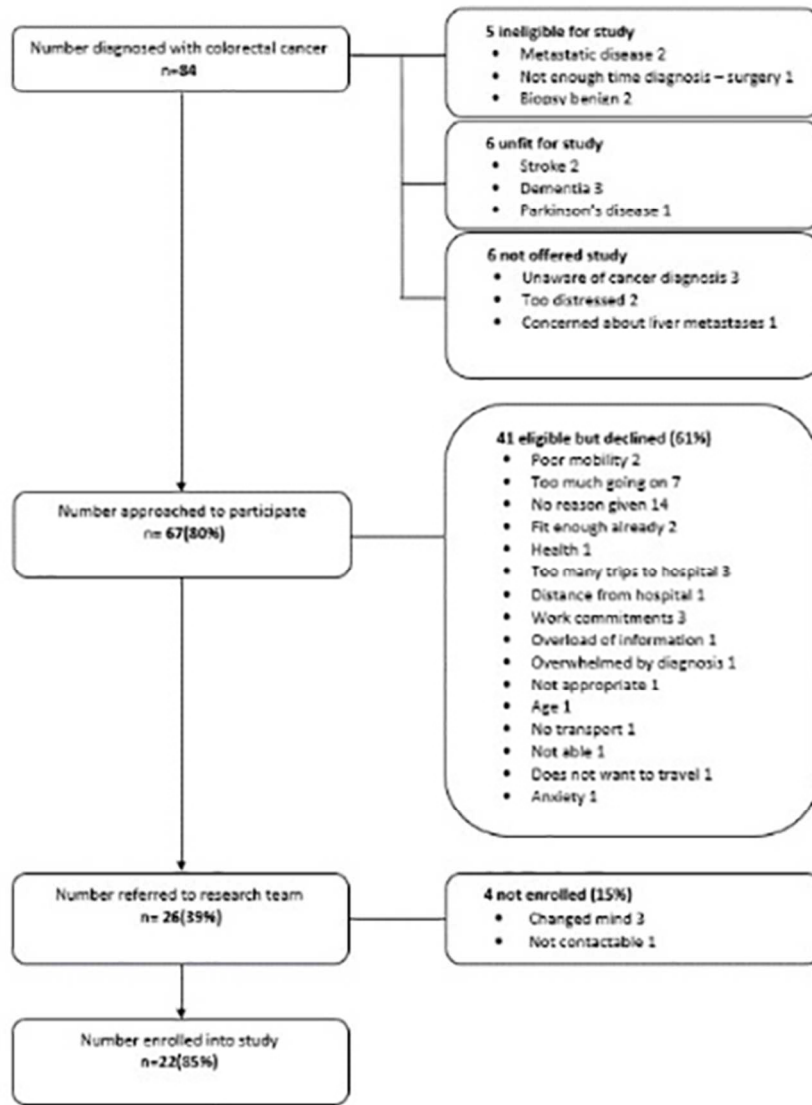 Number diagnosed with colorectal cancer
n=84
5 ineligible for study
• Metastatic disease 2
• Not enough time diagnosis – surgery 1
• Biopsy benign 2
6 unfit for study
• Stroke 2
• Dementia 3
• Parkinson's disease 1
6 not offered study
• Unaware of cancer diagnosis 3
• Too distressed 2
• Concerned about liver metastases 1
Number approached to participate
n= 67(80%)
41 eligible but declined (61%)
• Poor mobility 2
• Too much going on 7
• No reason given 14
• Fit enough already 2
• Health 1
• Too many trips to hospital 3
• Distance from hospital 1
• Work commitments 3
• Overload of information 1
• Overwhelmed by diagnosis 1
• Not appropriate 1
• Age 1
• No transport 1
• Not able 1
• Does not want to travel 1
• Anxiety 1
Number referred to research team
n= 26(39%)
4 not enrolled (15%)
• Changed mind 3
• Not contactable 1
Number enrolled into study
n=22(85%)